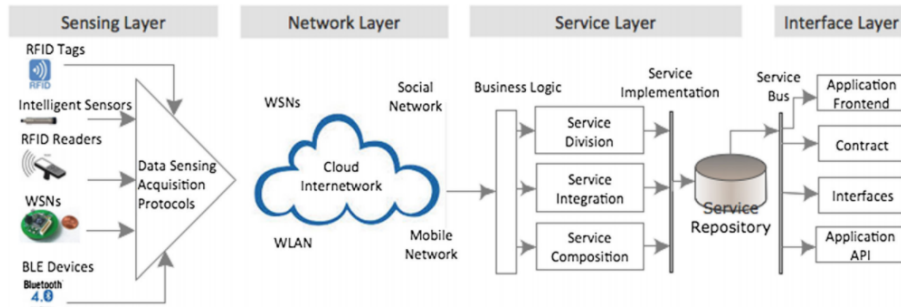 Sensing Layer
Network Layer
Service Layer
Interface Layer
RFID Tags
RFID
Intelligent Sensors
RFID Readers
WSNs
BLE Devices
Bluetooth
4.0
Data Sensing
Acquisition
Protocols
WSNs
Social
Network
Cloud
Internetwork
WLAN
Mobile
Network
Business Logic
Service
Division
Service
Integration
Service
Composition
Service
Implementation
Service
Repository
Service
Bus
Application
Frontend
Contract
Interfaces
Application
API